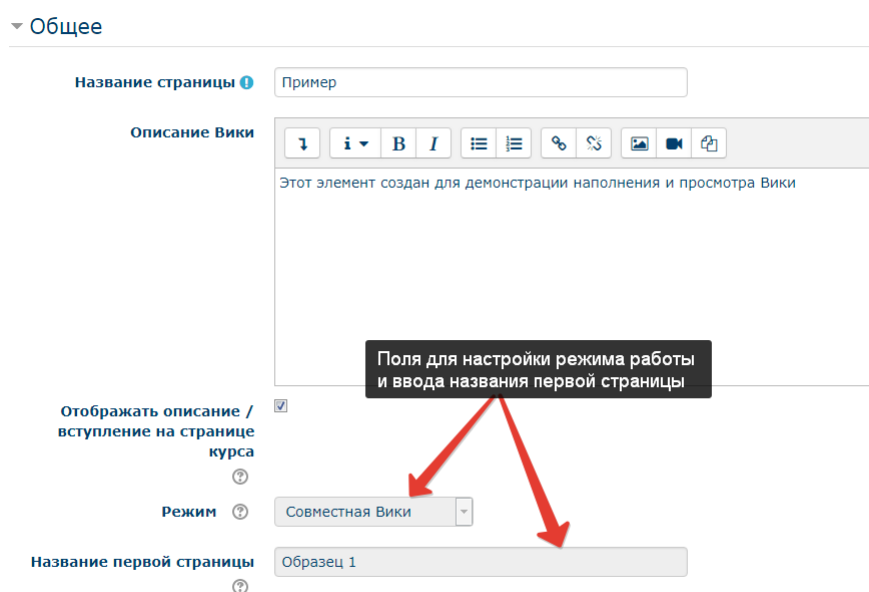 Общее
Название страницы
Пример
Описание Вики
i B I
Этот элемент создан для демонстрации наполнения и просмотра Вики
Поля для настройки режима работы
и ввода названия первой страницы
Отображать описание /
вступление на странице
курса
Режим
Совместная Вики
Название первой страницы
Образец 1